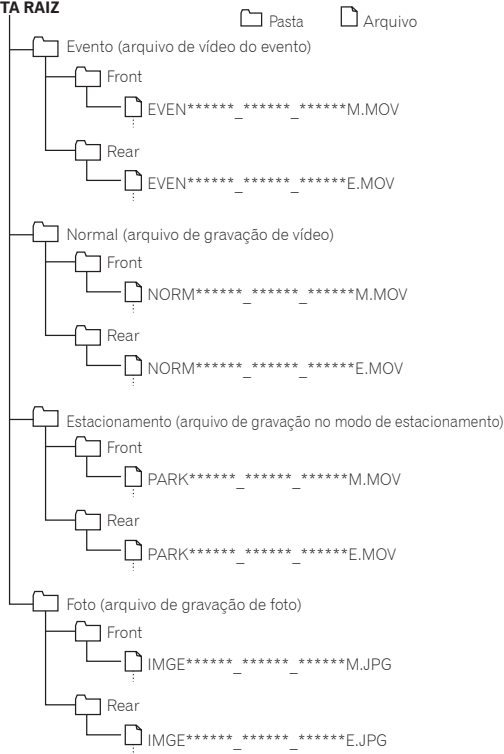 TA RAIZ
Pasta Arquivo
Evento (arquivo de vídeo do evento)
Front
EVEN******_******_******M.MOV
Rear
EVEN******_******_******E.MOV
Normal (arquivo de gravação de vídeo)
Front
NORM******_******_******M.MOV
Rear
NORM******_******_******E.MOV
Estacionamento (arquivo de gravação no modo de estacionamento)
Front
PARK******_******_******M.MOV
Rear
PARK******_******_******E.MOV
Foto (arquivo de gravação de foto)
Front
IMGE******_******_******M.JPG
Rear
IMGE******_******_******E.JPG